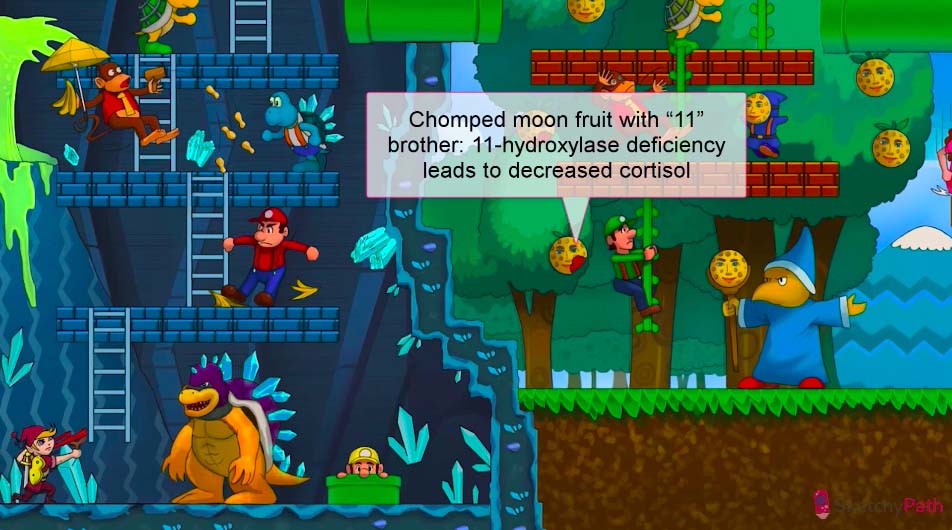 Chomped moon fruit with “11”
brother: 11-hydroxylase deficiency
leads to decreased cortisol
SketchyPath